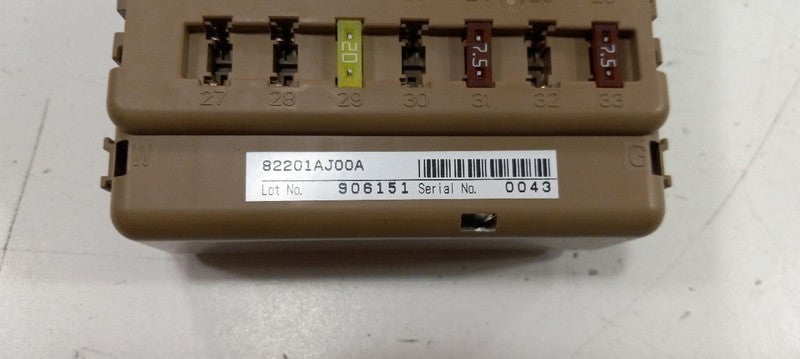 20 7.5 7.5
27 28 29 30 31 32 33
W G
82201AJ00A
Lot No. 906151 Serial No. 0043